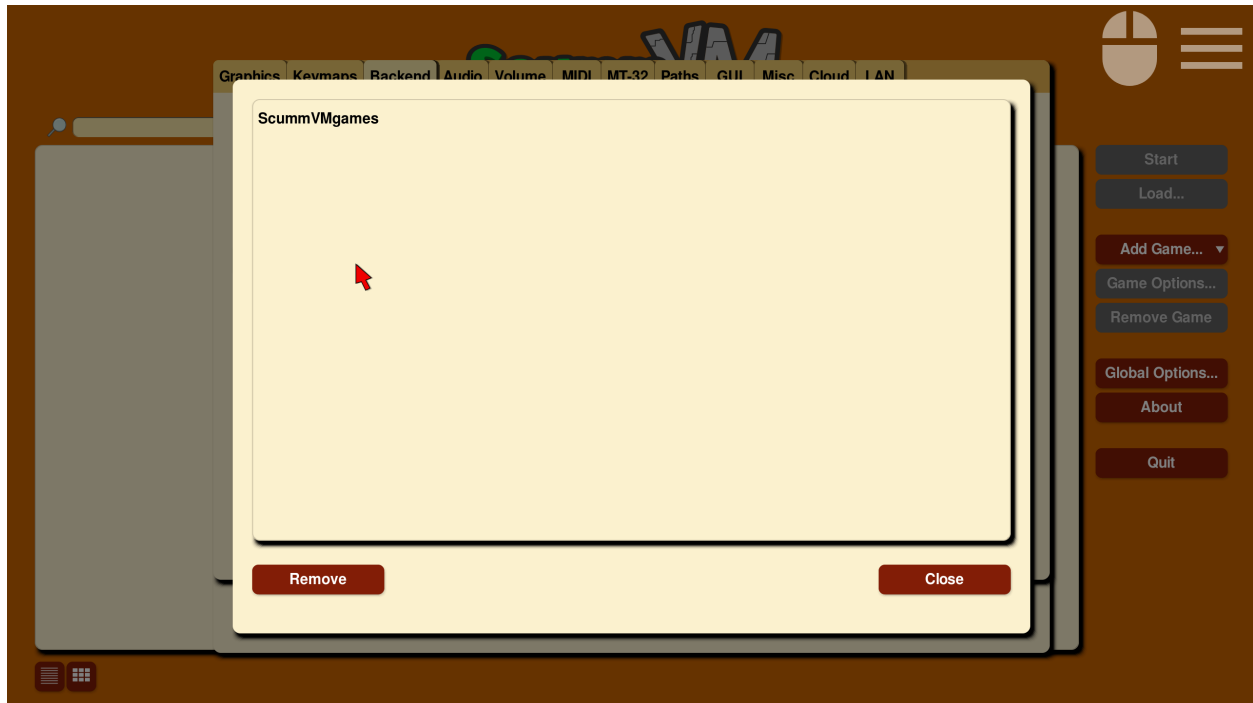 Graphics Keymaps Backend Audio Volume MIDI MT-32 Paths GUI Misc Cloud LAN
ScummVMgames
Start
Load...
Add Game...
Game Options...
Remove Game
Global Options...
About
Quit
Remove
Close